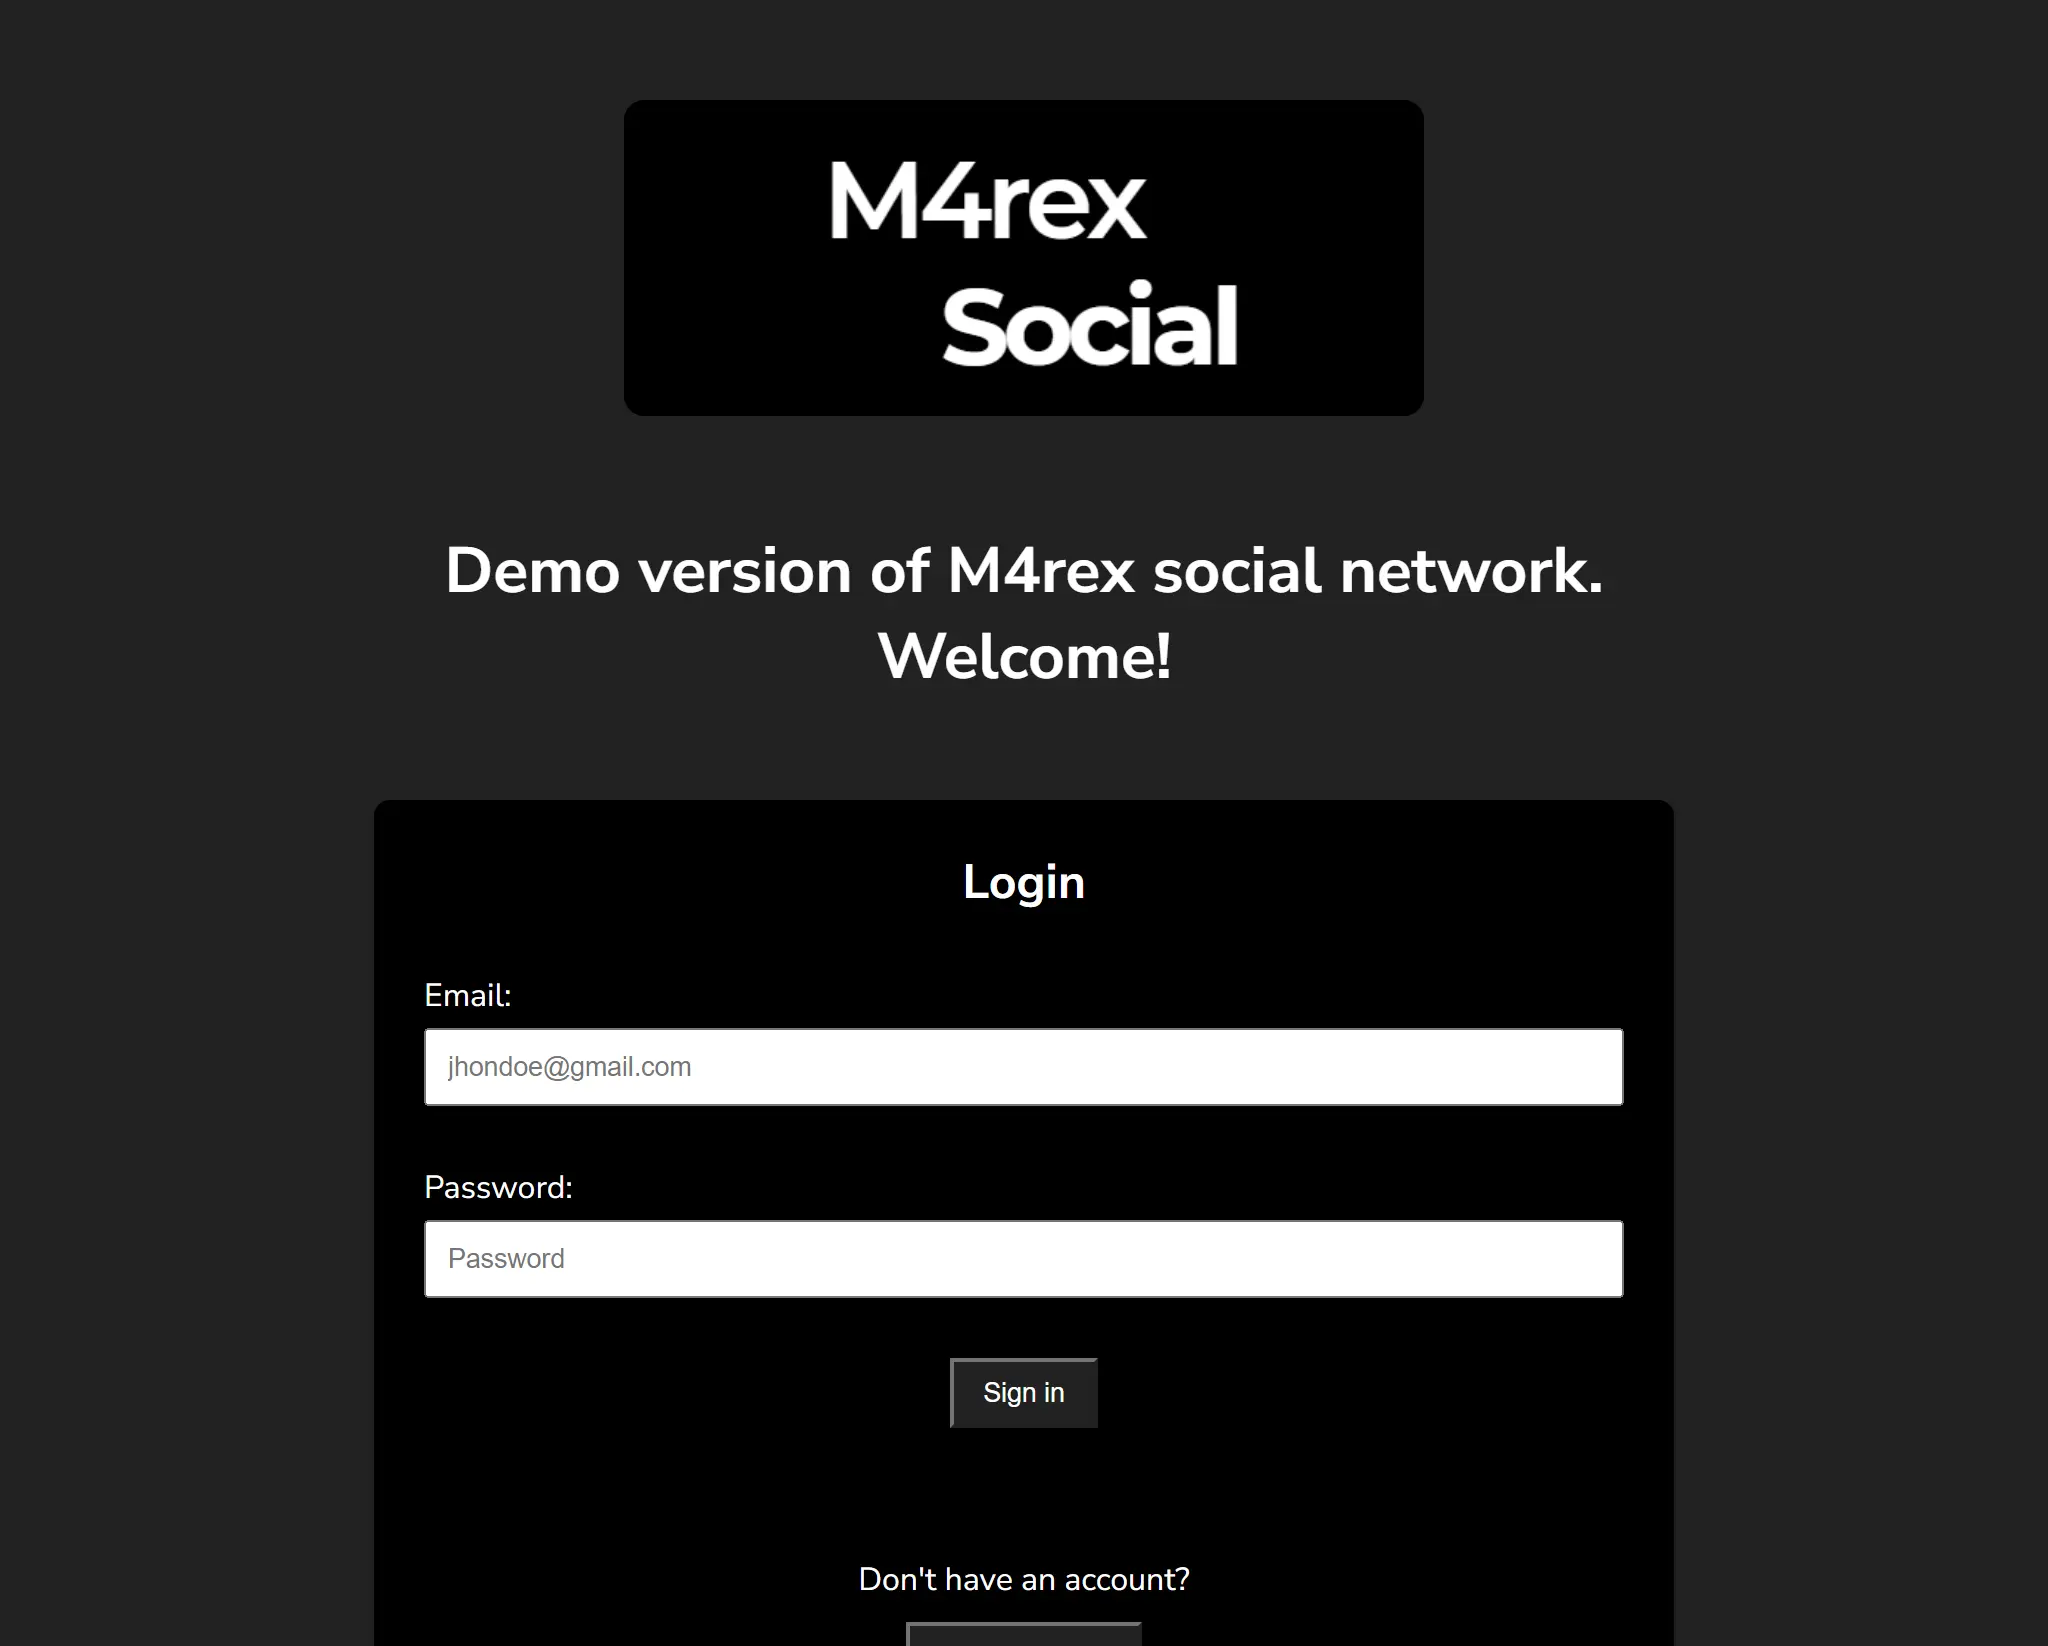 M4rex
Social
Demo version of M4rex social network.
Welcome!
Login
Email:
jhondoe@gmail.com
Password:
Password
Sign in
Don't have an account?